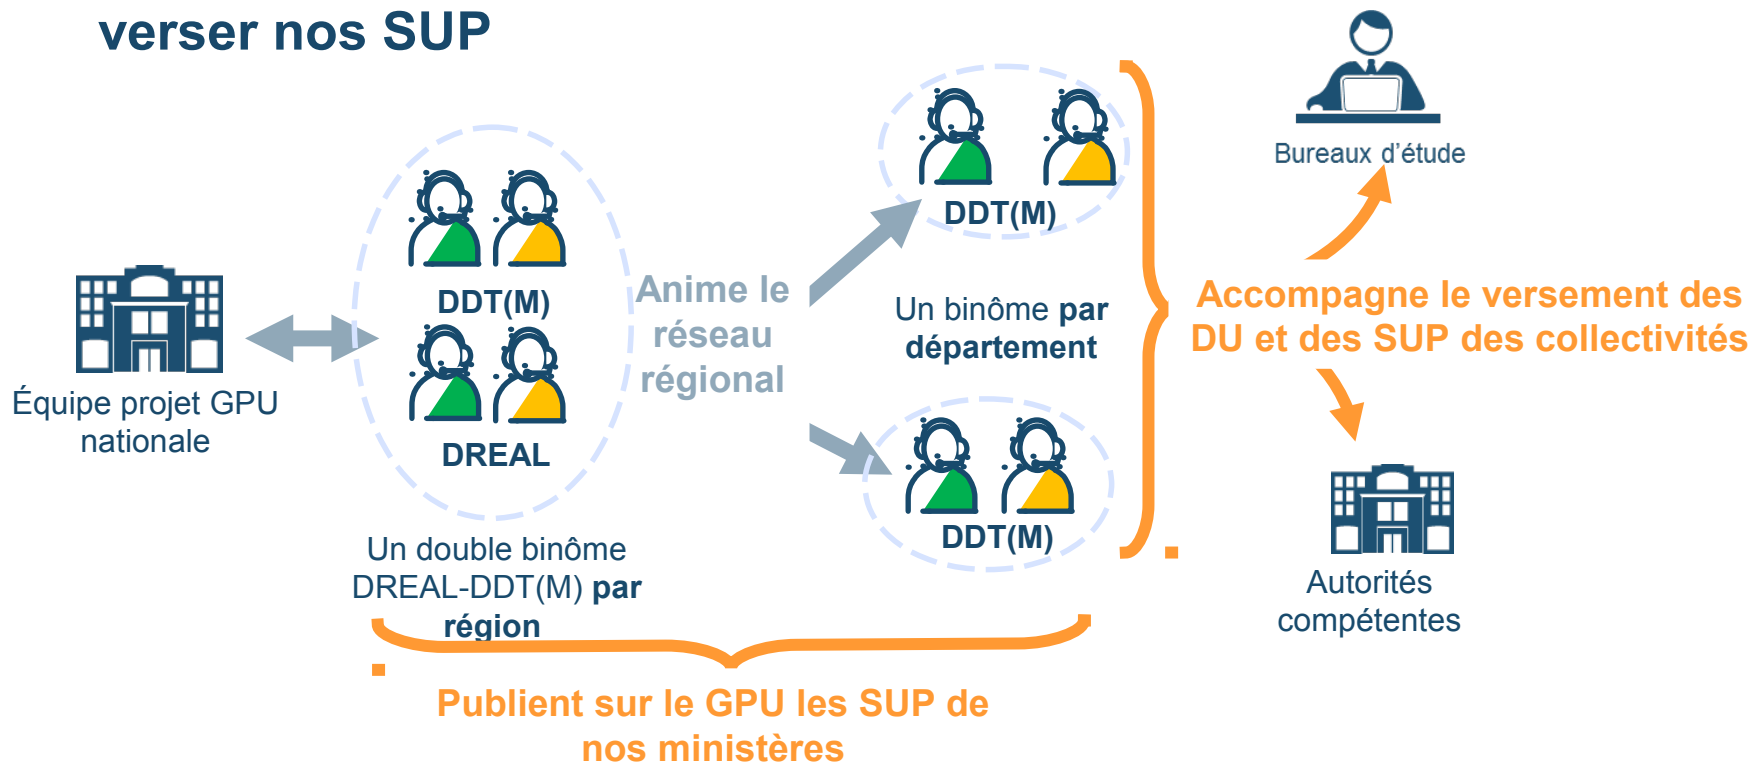 verser nos SUP
Équipe projet GPU
nationale
DDT(M)
DREAL
Un double binôme
DREAL-DDT(M) par
région
Anime le
réseau
régional
DDT(M)
Un binôme par
département
DDT(M)
Publient sur le GPU les SUP de
nos ministères
Bureaux d'étude
Accompagne le versement des
DU et des SUP des collectivités
Autorités
compétentes